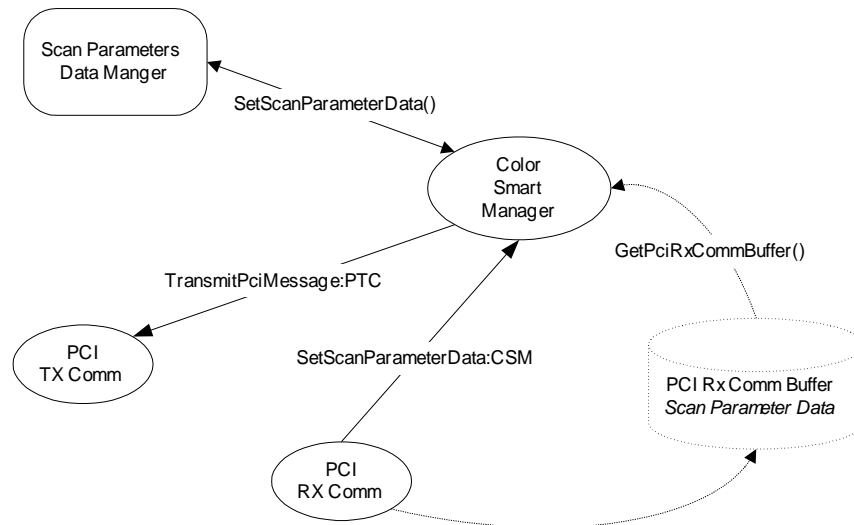 Scan Parameters
Data Manger
SetScanParameterData()
Color
Smart
Manager
GetPciRxCommBuffer()
TransmitPciMessage:PTC
PCI
TX Comm
SetScanParameterData:CSM
PCI Rx Comm Buffer
Scan Parameter Data
PCI
RX Comm